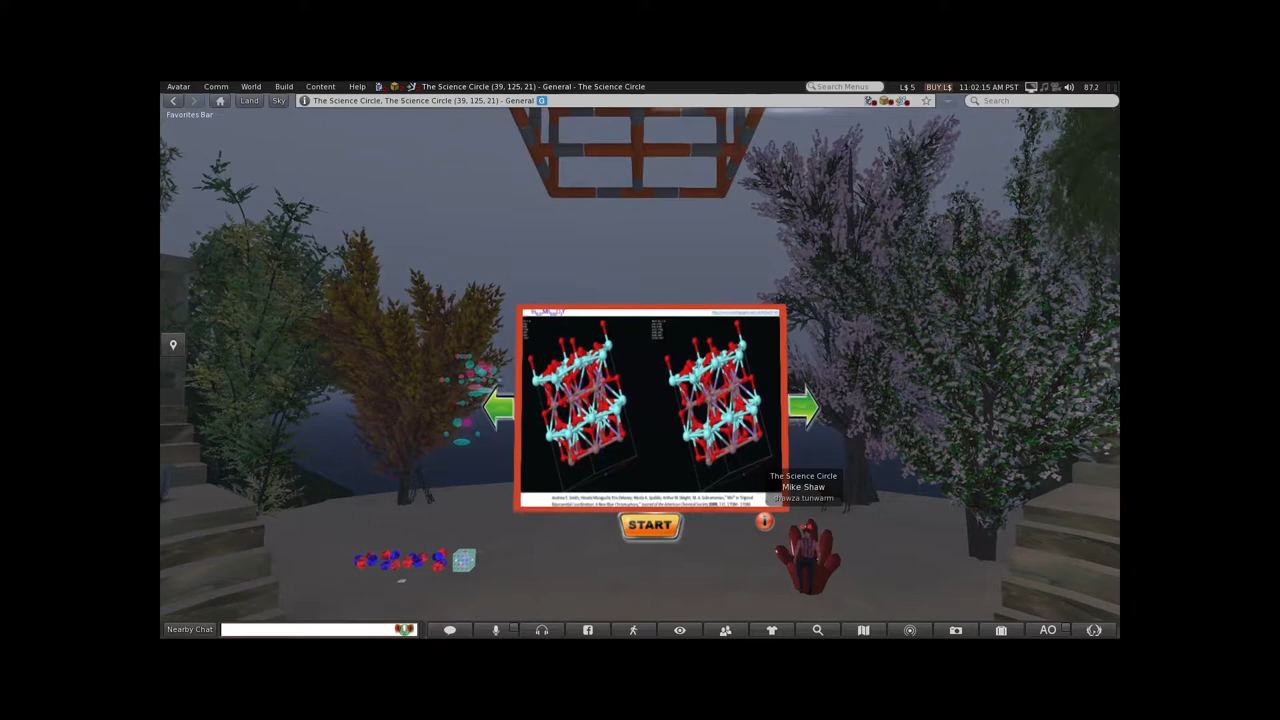 Avatar Comm World Build Content Help The Science Circle (39, 125, 21) - General - The Science Circle Search Menus L$ 5 BUY L$ 11:02:15 AM PST 87.2
Land Sky The Science Circle, The Science Circle (39, 125, 21) - General G Search
Favorites Bar
The Science Circle
Mike Shaw
START
Nearby Chat AO